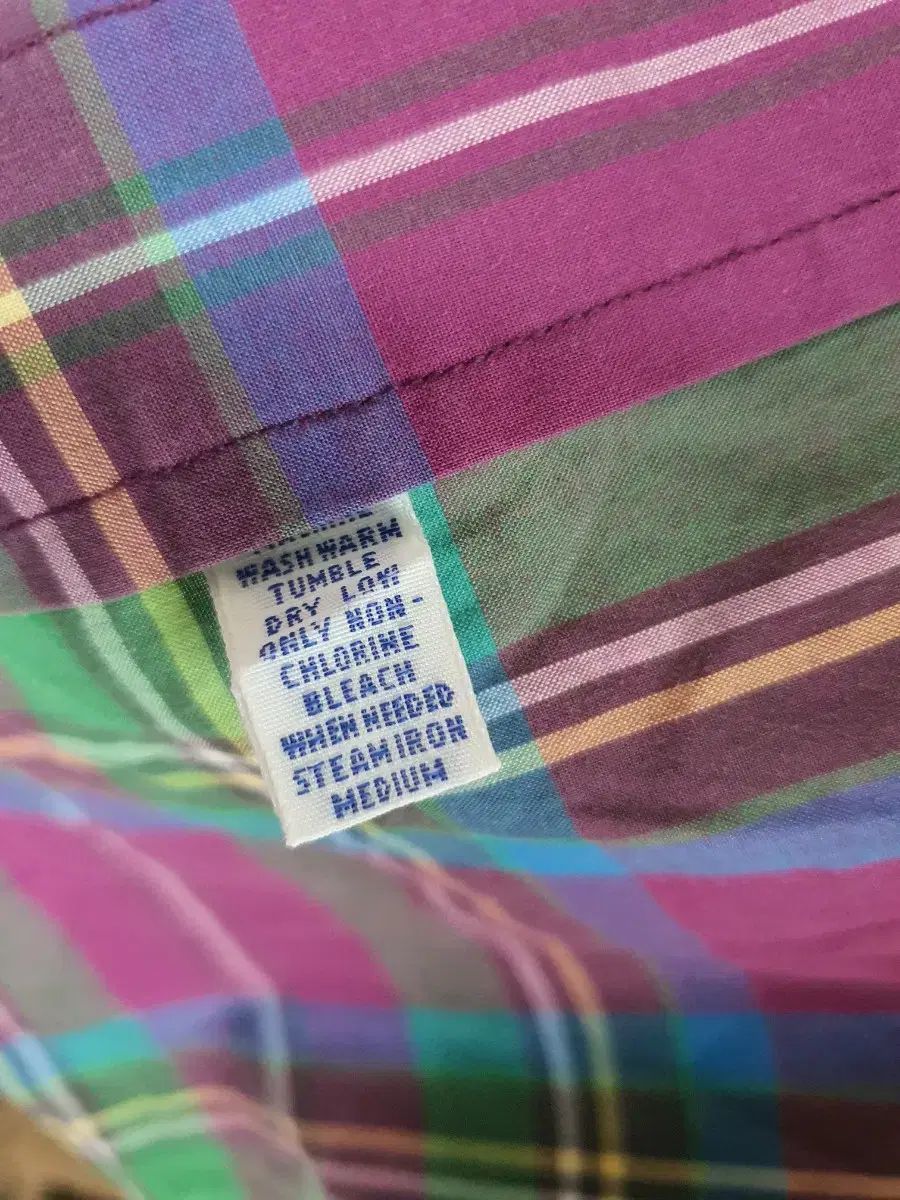 WASH WARM
TUMBLE
DRY LOW
ONLY NON-
CHLORINE
BLEACH
WHEN NEEDED
STEAM IRON
MEDIUM